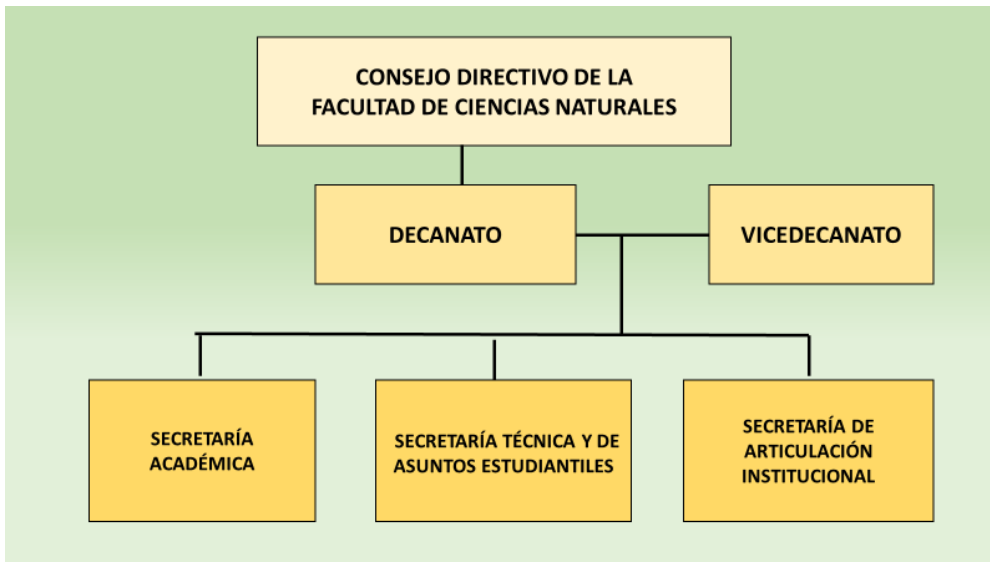 CONSEJO DIRECTIVO DE LA
FACULTAD DE CIENCIAS NATURALES
DECANATO
VICEDECANATO
SECRETARÍA
ACADÉMICA
SECRETARÍA TÉCNICA Y DE
ASUNTOS ESTUDIANTILES
SECRETARÍA DE
ARTICULACIÓN
INSTITUCIONAL